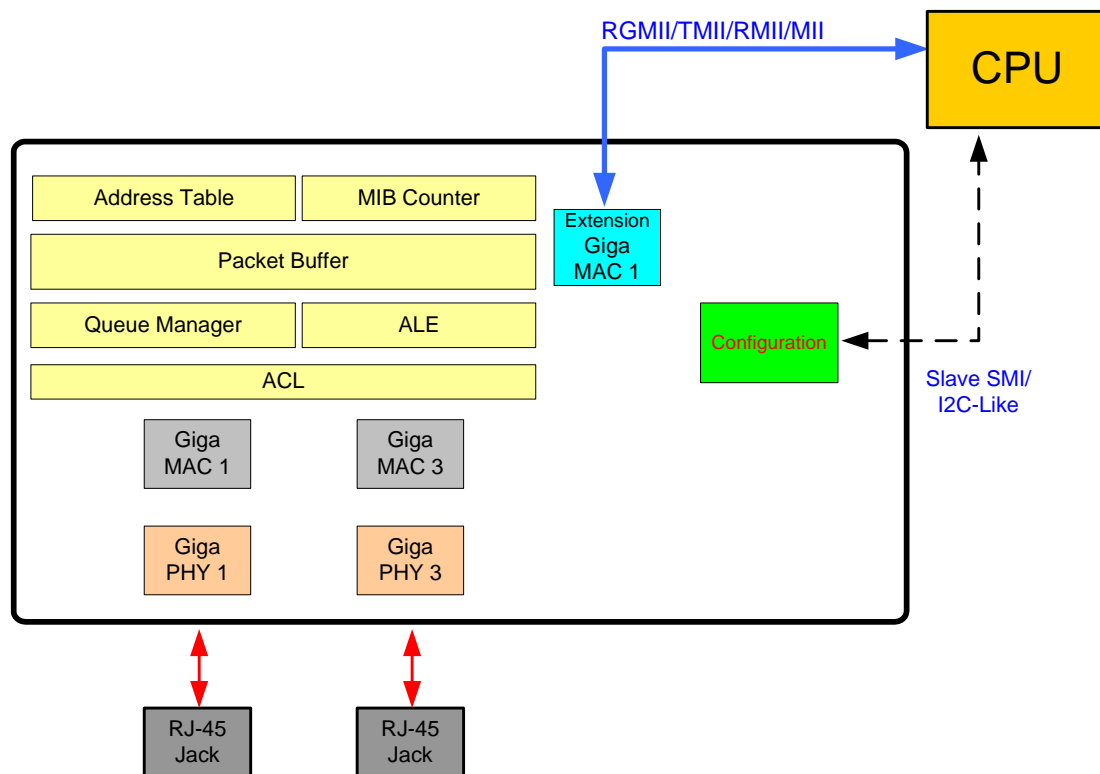 RGMII/TMII/RMII/MII
CPU
Address Table
MIB Counter
Extension
Giga
MAC 1
Packet Buffer
Queue Manager
ALE
Configuration
ACL
Slave SMI/
I2C-Like
Giga
MAC 1
Giga
MAC 3
Giga
PHY 1
Giga
PHY 3
RJ-45
Jack
RJ-45
Jack